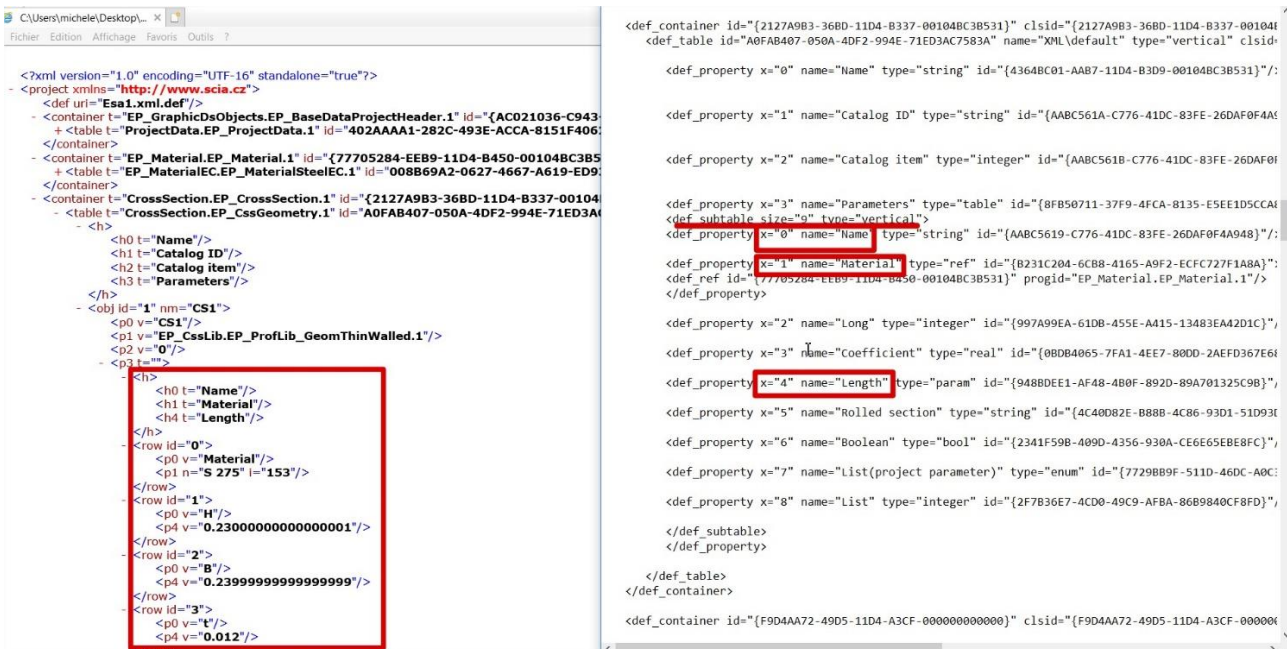 C:\Users\michele\Desktop\...
Fichier Edition Affichage Favoris Outils ?
<?xml version="1.0" encoding="UTF-16" standalone="true"?>
- <project xmlns="http://www.scia.cz">
<def uri="Esa1.xml.def"/>
- <container t="EP_GraphicDsObjects.EP_BaseDataProjectHeader.1" id="{AC021036-C943-
+ <table t="ProjectData.EP_ProjectData.1" id="402AAAA1-282C-493E-ACCA-8151F406
</container>
- <container t="EP_Material.EP_Material.1" id="{77705284-EEB9-11D4-B450-00104BC3B5
+ <table t="EP_MaterialEC.EP_MaterialSteelEC.1" id="008B69A2-0627-4667-A619-ED9
</container>
- <container t="CrossSection.EP_CrossSection.1" id="{2127A9B3-36BD-11D4-B337-00104
- <table t="CrossSection.EP_CssGeometry.1" id="A0FAB407-050A-4DF2-994E-71ED3A
- <h>
<h0 t="Name"/>
<h1 t="Catalog ID"/>
<h2 t="Catalog item"/>
<h3 t="Parameters"/>
</h>
- <obj id="1" nm="CS1">
<p0 v="CS1"/>
<p1 v="EP_CssLib.EP_ProfLib_GeomThinWalled.1"/>
<p2 v="0"/>
- <p3 t="">
- <h>
<h0 t="Name"/>
<h1 t="Material"/>
<h4 t="Length"/>
</h>
- <row id="0">
<p0 v="Material"/>
<p1 n="S 275" i="153"/>
</row>
- <row id="1">
<p0 v="H"/>
<p4 v="0.23000000000000001"/>
</row>
- <row id="2">
<p0 v="B"/>
<p4 v="0.23999999999999999"/>
</row>
- <row id="3">
<p0 v="t"/>
<p4 v="0.012"/>
<def_container id="{2127A9B3-36BD-11D4-B337-00104BC3B531}" clsid="{2127A9B3-36BD-11D4-B337-00104
<def_table id="A0FAB407-050A-4DF2-994E-71ED3AC7583A" name="XML\default" type="vertical" clsid=
<def_property x="0" name="Name" type="string" id="{4364BC01-AAB7-11D4-B3D9-00104BC3B531}"/>
<def_property x="1" name="Catalog ID" type="string" id="{AABC561A-C776-41DC-83FE-26DAF0F4A9
<def_property x="2" name="Catalog item" type="integer" id="{AABC561B-C776-41DC-83FE-26DAF0
<def_property x="3" name="Parameters" type="table" id="{8FB50711-37F9-4FCA-8135-E5EE1D5CCA
<def_subtable size="9" type="vertical">
<def_property x="0" name="Name" type="string" id="{AABC5619-C776-41DC-83FE-26DAF0F4A948}"/>
<def_property x="1" name="Material" type="ref" id="{B231C204-6CB8-4165-A9F2-ECFC727F1A8A}">
<def_ref id="{77705284-EEB9-11D4-B450-00104BC3B531}" progid="EP_Material.EP_Material.1"/>
</def_property>
<def_property x="2" name="Long" type="integer" id="{997A99EA-61DB-455E-A415-13483EA42D1C}"/
<def_property x="3" name="Coefficient" type="real" id="{0BDB4065-7FA1-4EE7-80DD-2AEFD367E6
<def_property x="4" name="Length" type="param" id="{948BDEE1-AF48-4B0F-892D-89A701325C9B}"/
<def_property x="5" name="Rolled section" type="string" id="{4C40D82E-B88B-4C86-93D1-51D93
<def_property x="6" name="Boolean" type="bool" id="{2341F59B-409D-4356-930A-CE6E65EBE8FC}"/
<def_property x="7" name="List(project parameter)" type="enum" id="{7729BB9F-511D-46DC-A0C
<def_property x="8" name="List" type="integer" id="{2F7B36E7-4CD0-49C9-AFBA-86B9840CF8FD}"/
</def_subtable>
</def_property>
</def_table>
</def_container>
<def_container id="{F9D4AA72-49D5-11D4-A3CF-000000000000}" clsid="{F9D4AA72-49D5-11D4-A3CF-00000